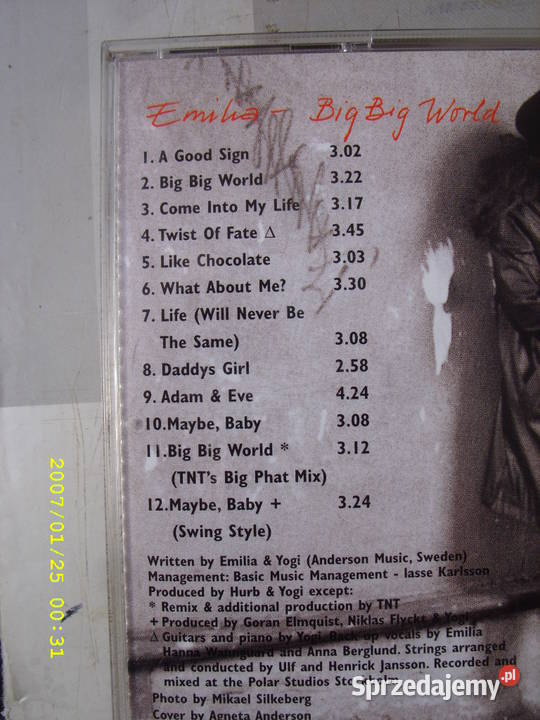 Emilia - Big Big World
1. A Good Sign 3.02
2. Big Big World 3.22
3. Come Into My Life 3.17
4. Twist Of Fate Δ 3.45
5. Like Chocolate 3.03
6. What About Me? 3.30
7. Life (Will Never Be
The Same) 3.08
8. Daddys Girl 2.58
9. Adam & Eve 4.24
10.Maybe, Baby 3.08
11.Big Big World * 3.12
(TNT's Big Phat Mix)
12.Maybe, Baby + 3.24
(Swing Style)
Written by Emilia & Yogi (Anderson Music, Sweden)
Management: Basic Music Management - lasse Karlsson
Produced by Hurb & Yogi except:
* Remix & additional production by TNT
+ Produced by Goran Elmquist, Niklas Flyckt & Yogi
Δ Guitars and piano by Yogi. Back up vocals by Emilia
Hanna Wannguard and Anna Berglund. Strings arranged
and conducted by Ulf and Henrick Jansson. Recorded and
mixed at the Polar Studios Stockholm
Photo by Mikael Silkeberg
Cover by Agneta Anderson
2007/01/25 00:31
Sprzedajemy.pl